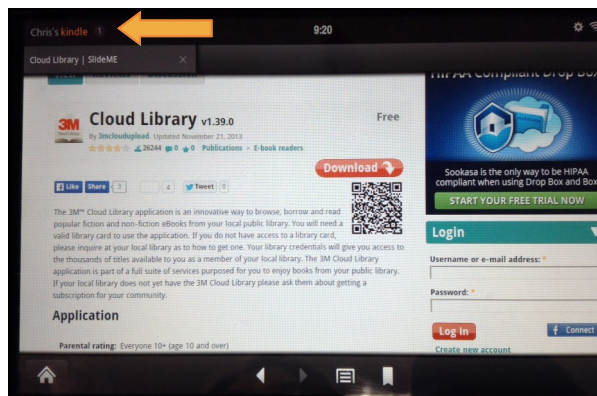 Chris's kindle 1
9:20
Cloud Library | SlideME
HIPAA Compliant Drop Box
3M Cloud Library v1.39.0
Free
By 3mcloudupload. Updated November 21, 2013
26244 0 0 Publications > E-book readers
Download
Like Share 3 4 Tweet 0
The 3M™ Cloud Library application is an innovative way to browse, borrow and read
popular fiction and non-fiction eBooks from your local public library. You will need a
valid library card to use the application. If you do not have access to a library card,
please inquire at your local library as to how to get one. Your library credentials will give you access to
the thousands of titles available to you as a member of your local library. The 3M Cloud Library
application is part of a full suite of services purposed for you to enjoy books from your public library.
If your local library does not yet have the 3M Cloud Library please ask them about getting a
subscription for your community.
Application
Parental rating: Everyone 10+ (age 10 and over)
Sookasa is the only way to be HIPAA
compliant when using Drop Box and Box
START YOUR FREE TRIAL NOW
Login
Username or e-mail address: *
Password: *
Log in
f Connect
Create new account